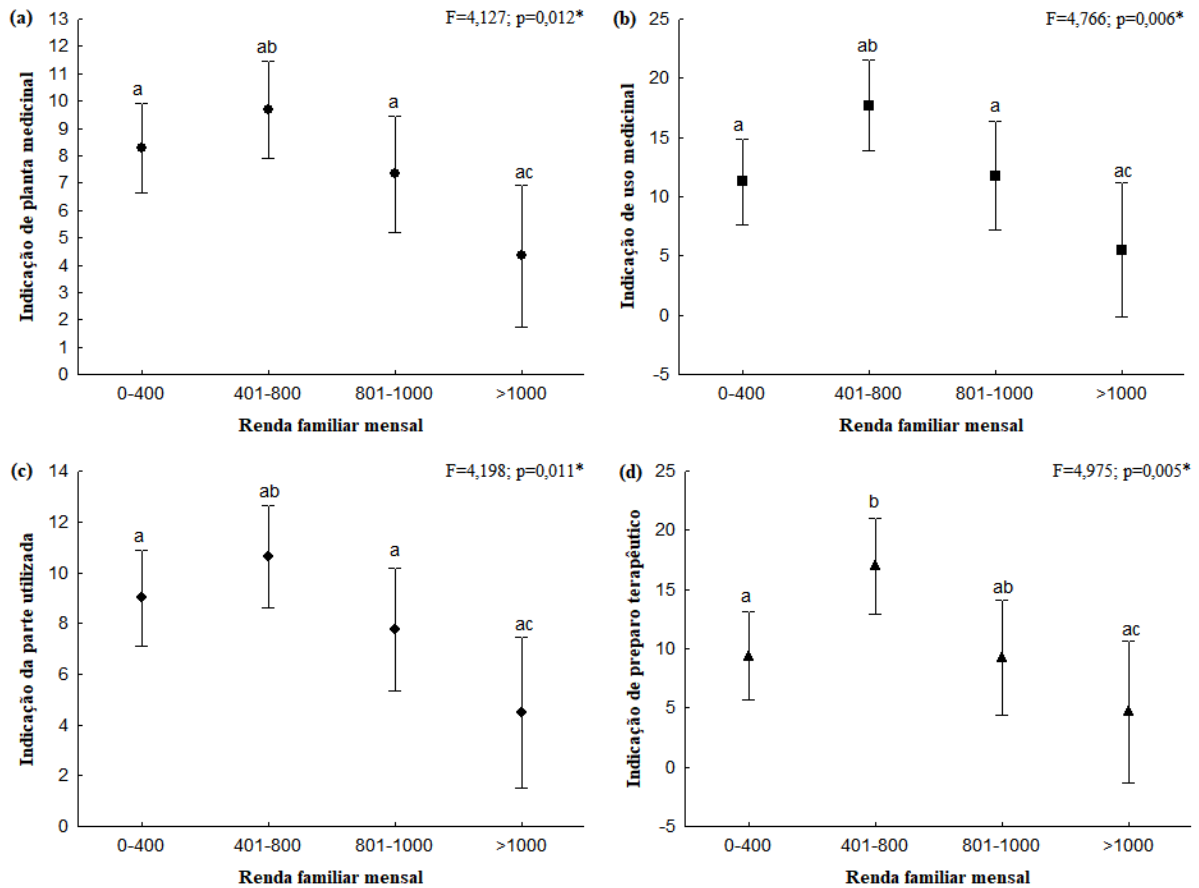 (a)
F=4,127; p=0,012*
Indicação de planta medicinal
13
12
11
10
9
8
7
6
5
4
3
2
1
0
a
ab
a
ac
0-400 401-800 801-1000 >1000
Renda familiar mensal
(b)
F=4,766; p=0,006*
Indicação de uso medicinal
25
20
15
10
5
0
-5
a
ab
a
ac
0-400 401-800 801-1000 >1000
Renda familiar mensal
(c)
F=4,198; p=0,011*
Indicação da parte utilizada
14
12
10
8
6
4
2
0
a
ab
a
ac
0-400 401-800 801-1000 >1000
Renda familiar mensal
(d)
F=4,975; p=0,005*
Indicação de preparo terapêutico
25
20
15
10
5
0
-5
a
b
ab
ac
0-400 401-800 801-1000 >1000
Renda familiar mensal